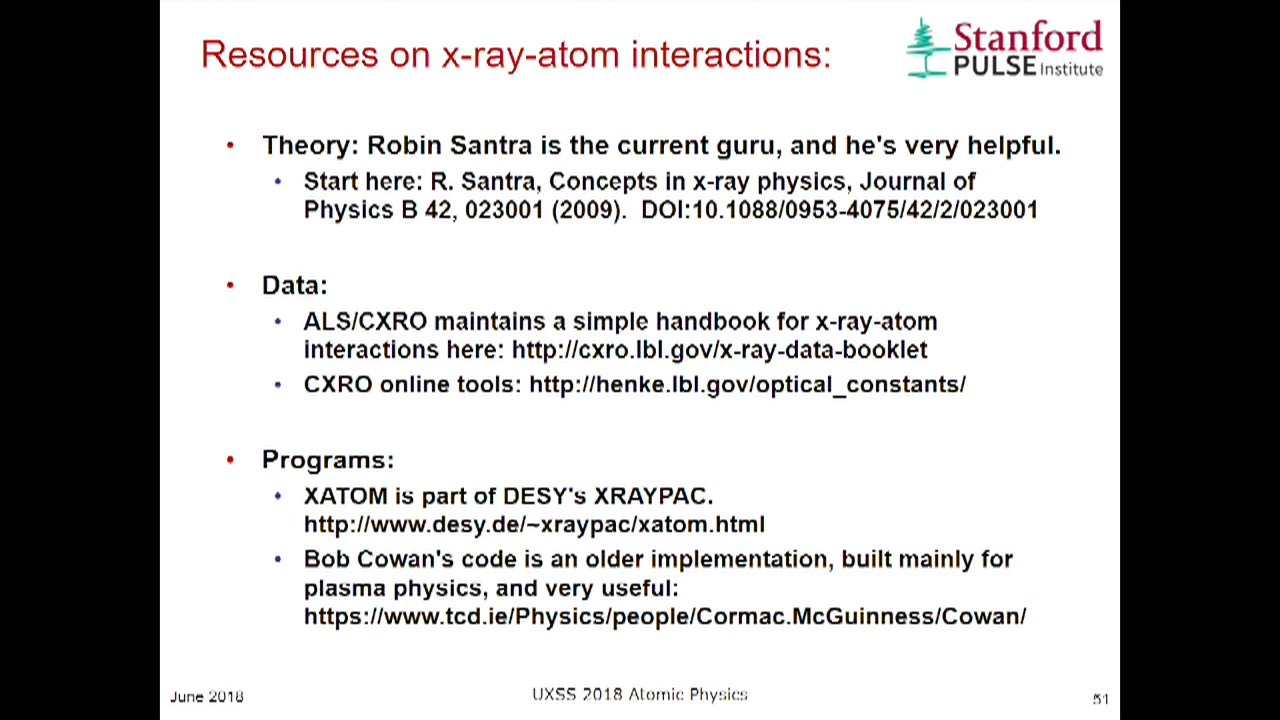 Resources on x-ray-atom interactions:
Stanford
PULSE Institute
• Theory: Robin Santra is the current guru, and he's very helpful.
• Start here: R. Santra, Concepts in x-ray physics, Journal of
Physics B 42, 023001 (2009). DOI:10.1088/0953-4075/42/2/023001
• Data:
• ALS/CXRO maintains a simple handbook for x-ray-atom
interactions here: http://cxro.lbl.gov/x-ray-data-booklet
• CXRO online tools: http://henke.lbl.gov/optical_constants/
• Programs:
• XATOM is part of DESY's XRAYPAC.
http://www.desy.de/~xraypac/xatom.html
• Bob Cowan's code is an older implementation, built mainly for
plasma physics, and very useful:
https://www.tcd.ie/Physics/people/Cormac.McGuinness/Cowan/
June 2018
UXSS 2018 Atomic Physics
51